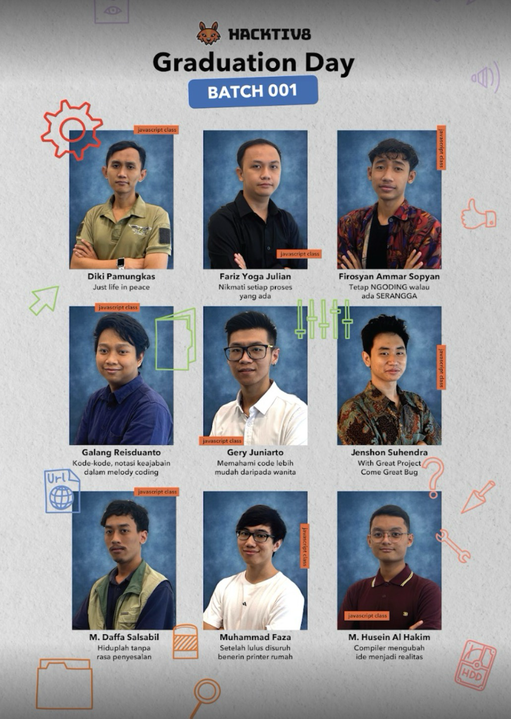 HACKTIV8
Graduation Day
BATCH 001
javascript class
javascript class
javascript class
Diki Pamungkas
Just life in peace
Fariz Yoga Julian
Nikmati setiap proses
yang ada
Firosyan Ammar Sopyan
Tetap NGODING walau
ada SERANGGA
javascript class
javascript class
javascript class
Galang Reisduanto
Kode-kode, notasi keajabain
dalam melody coding
Gery Juniarto
Memahami code lebih
mudah daripada wanita
Jenshon Suhendra
With Great Project
Come Great Bug
Url
javascript class
javascript class
javascript class
M. Daffa Salsabil
Hiduplah tanpa
rasa penyesalan
Muhammad Faza
Setelah lulus disuruh
benerin printer rumah
M. Husein Al Hakim
Compiler mengubah
ide menjadi realitas
HDD